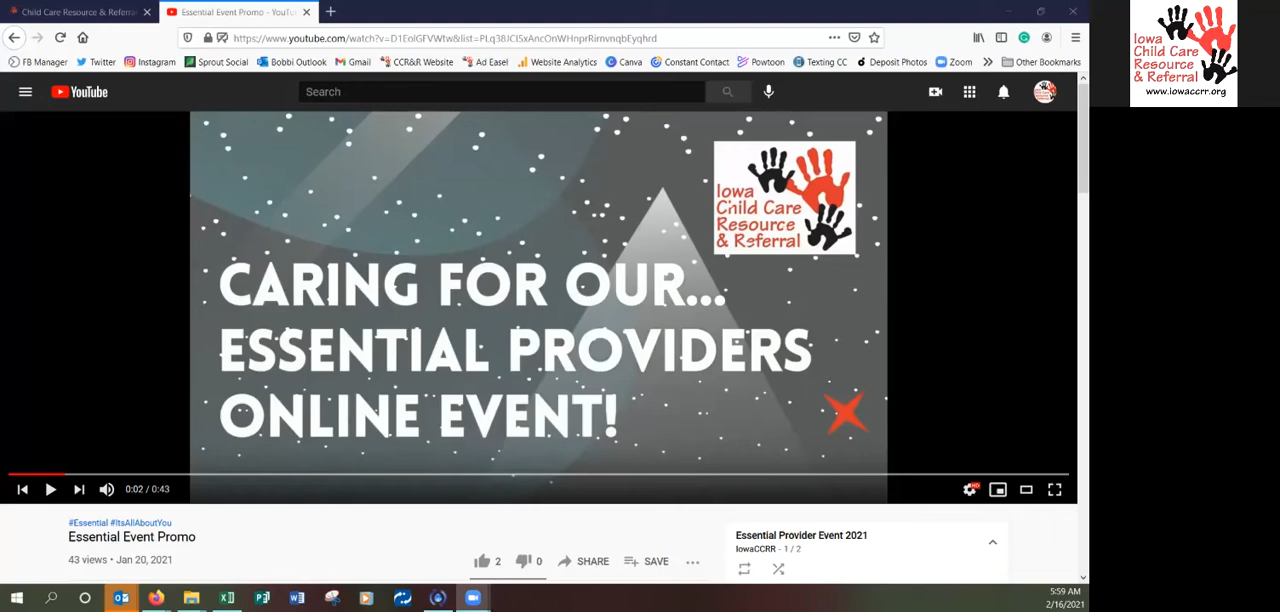 Child Care Resource & Referra
Essential Event Promo - YouTu
https://www.youtube.com/watch?v=D1EolGFVWtw&list=PLq38JCI5xAncOnWHnprRirnvnqbEyqhrd
FB Manager
Twitter
Instagram
Sprout Social
Bobbi Outlook
Gmail
CCR&R Website
Ad Easel
Website Analytics
Canva
Constant Contact
Powtoon
Texting CC
Deposit Photos
Zoom
Other Bookmarks
Iowa
Child Care
Resource
& Referral
www.iowaccrr.org
YouTube
Search
Iowa
Child Care
Resource
& Referral
CARING FOR OUR...
ESSENTIAL PROVIDERS
ONLINE EVENT!
0:02 / 0:43
HD
#Essential #ItsAllAboutYou
Essential Event Promo
43 views • Jan 20, 2021
2
0
SHARE
SAVE
Essential Provider Event 2021
IowaCCRR - 1 / 2
5:59 AM
2/16/2021